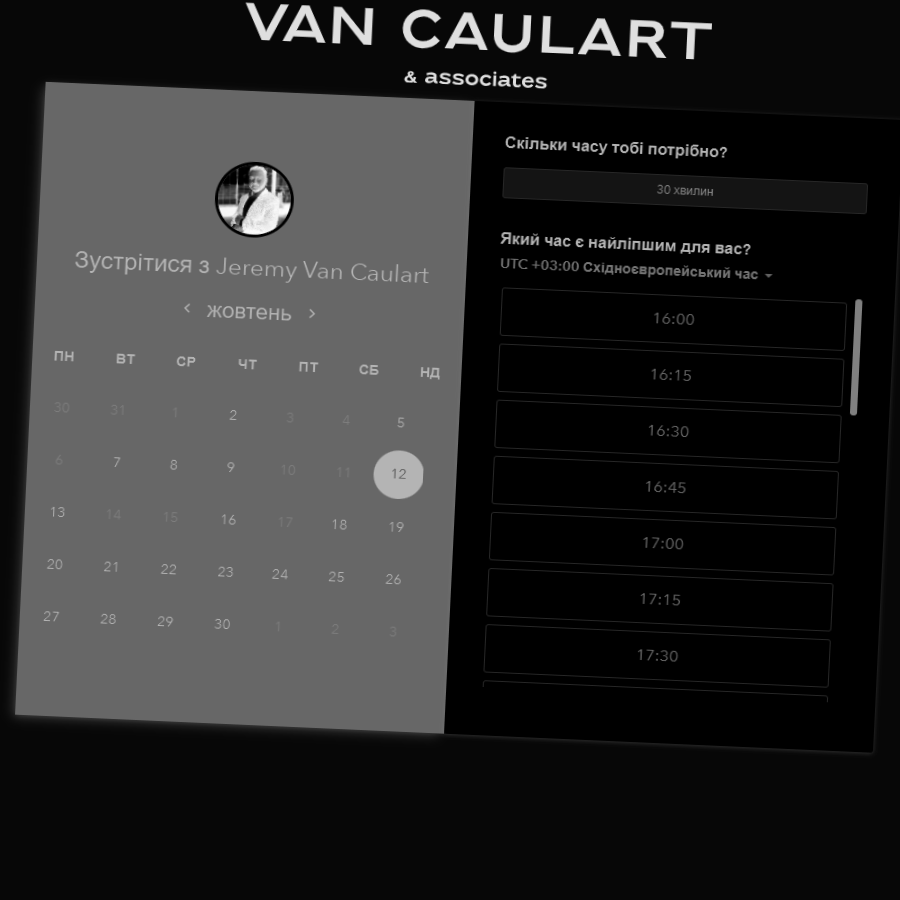 VAN CAULART
& associates
Зустрітися з Jeremy Van Caulart
жовтень
ПН ВТ СР ЧТ ПТ СБ НД
30 31 1 2 3 4 5
6 7 8 9 10 11 12
13 14 15 16 17 18 19
20 21 22 23 24 25 26
27 28 29 30 1 2 3
Скільки часу тобі потрібно?
30 хвилин
Який час є найліпшим для вас?
UTC +03:00 Східноєвропейський час
16:00
16:15
16:30
16:45
17:00
17:15
17:30